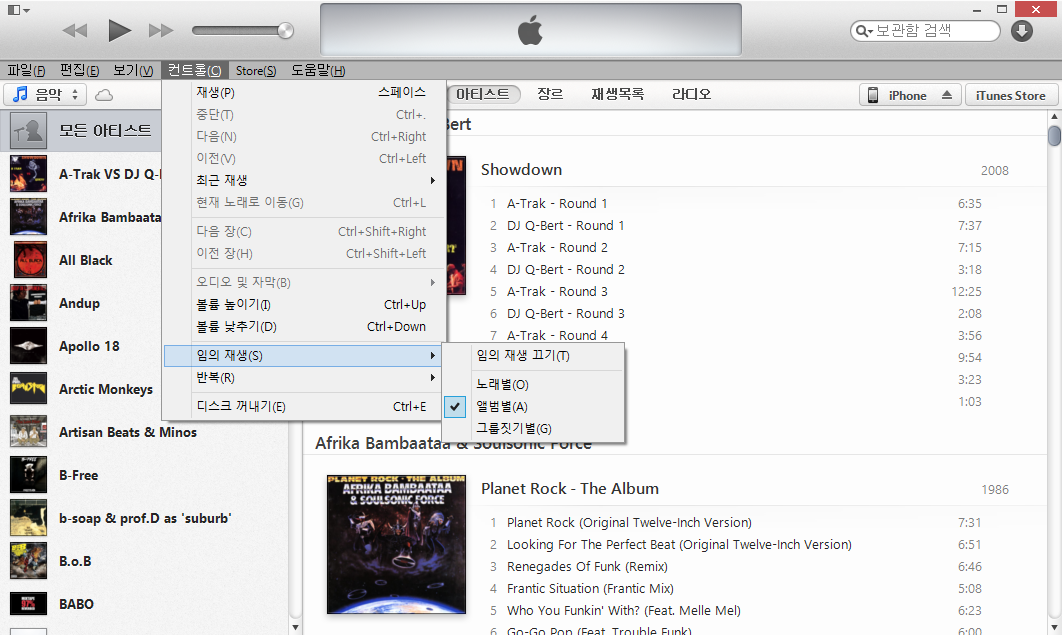 보관함 검색
파일(F) 편집(E) 보기(V) 컨트롤(C) Store(S) 도움말(H)
음악 아티스트 장르 재생목록 라디오 iPhone iTunes Store
모든 아티스트
A-Trak VS DJ Q-
Afrika Bambaata
All Black
Andup
Apollo 18
Arctic Monkeys
Artisan Beats & Minos
B-Free
b-soap & prof.D as 'suburb'
B.o.B
BABO
재생(P) 스페이스
중단(T) Ctrl+.
다음(N) Ctrl+Right
이전(V) Ctrl+Left
최근 재생
현재 노래로 이동(G) Ctrl+L
다음 장(C) Ctrl+Shift+Right
이전 장(H) Ctrl+Shift+Left
오디오 및 자막(B)
볼륨 높이기(I) Ctrl+Up
볼륨 낮추기(D) Ctrl+Down
임의 재생(S)
반복(R)
디스크 꺼내기(E) Ctrl+E
임의 재생 끄기(T)
노래별(O)
앨범별(A)
그룹짓기별(G)
Bert
Showdown 2008
1 A-Trak - Round 1 6:35
2 DJ Q-Bert - Round 1 7:37
3 A-Trak - Round 2 7:15
4 DJ Q-Bert - Round 2 3:18
5 A-Trak - Round 3 12:25
6 DJ Q-Bert - Round 3 2:08
7 A-Trak - Round 4 3:56
9:54
3:23
1:03
Afrika Bambaataa & Soulsonic Force
PLANET ROCK - THE ALBUM
AFRIKA BAMBAATAA
& SOULSONIC FORCE
Planet Rock - The Album 1986
1 Planet Rock (Original Twelve-Inch Version) 7:31
2 Looking For The Perfect Beat (Original Twelve-Inch Version) 6:51
3 Renegades Of Funk (Remix) 6:46
4 Frantic Situation (Frantic Mix) 5:08
5 Who You Funkin' With? (Feat. Melle Mel) 6:23
6 Go-Go Pop (Feat. Trouble Funk) 6:00